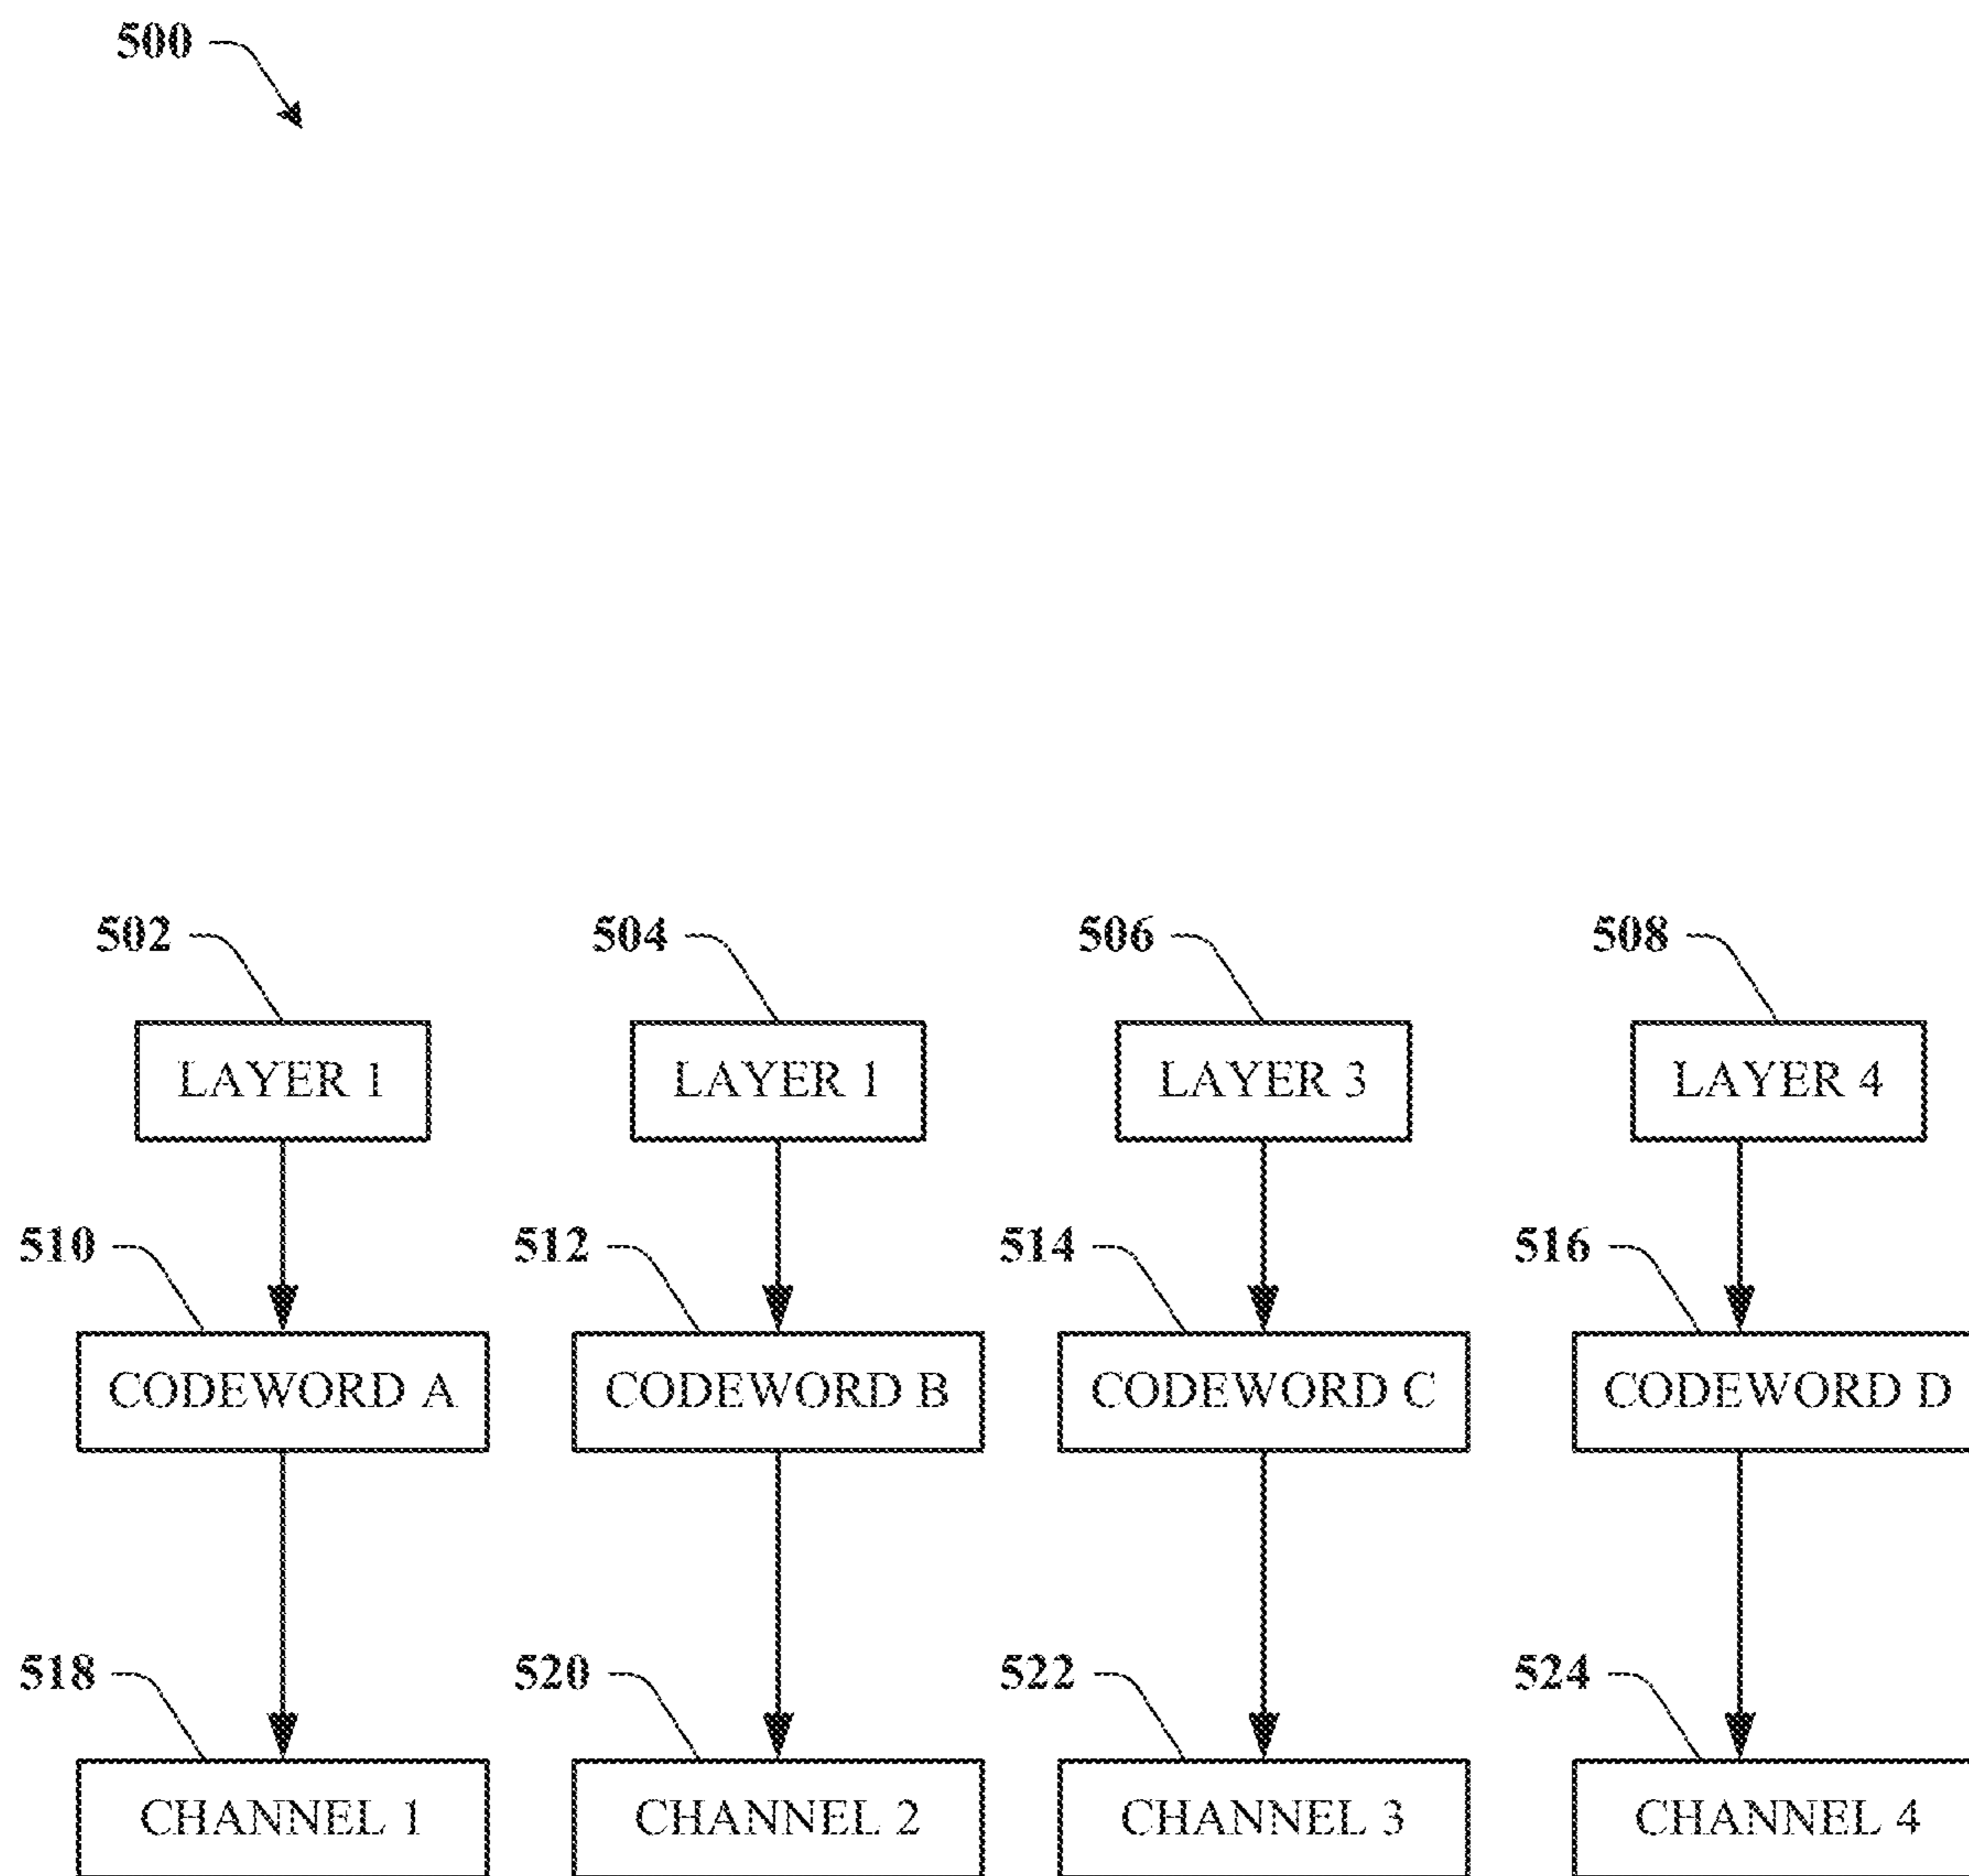 500
502 504 506 508
LAYER 1 LAYER 1 LAYER 3 LAYER 4
510 512 514 516
CODEWORD A CODEWORD B CODEWORD C CODEWORD D
518 520 522 524
CHANNEL 1 CHANNEL 2 CHANNEL 3 CHANNEL 4